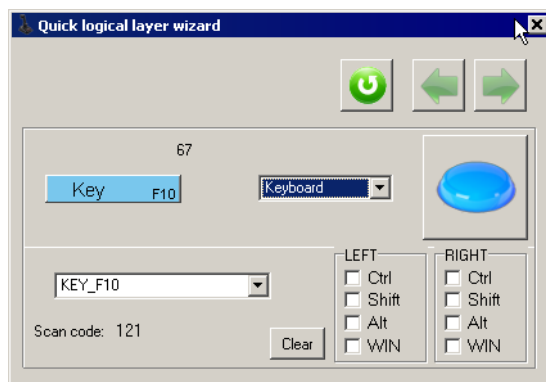 Quick logical layer wizard
67
Key F10
Keyboard
KEY_F10
Scan code: 121
Clear
LEFT
Ctrl
Shift
Alt
WIN
RIGHT
Ctrl
Shift
Alt
WIN